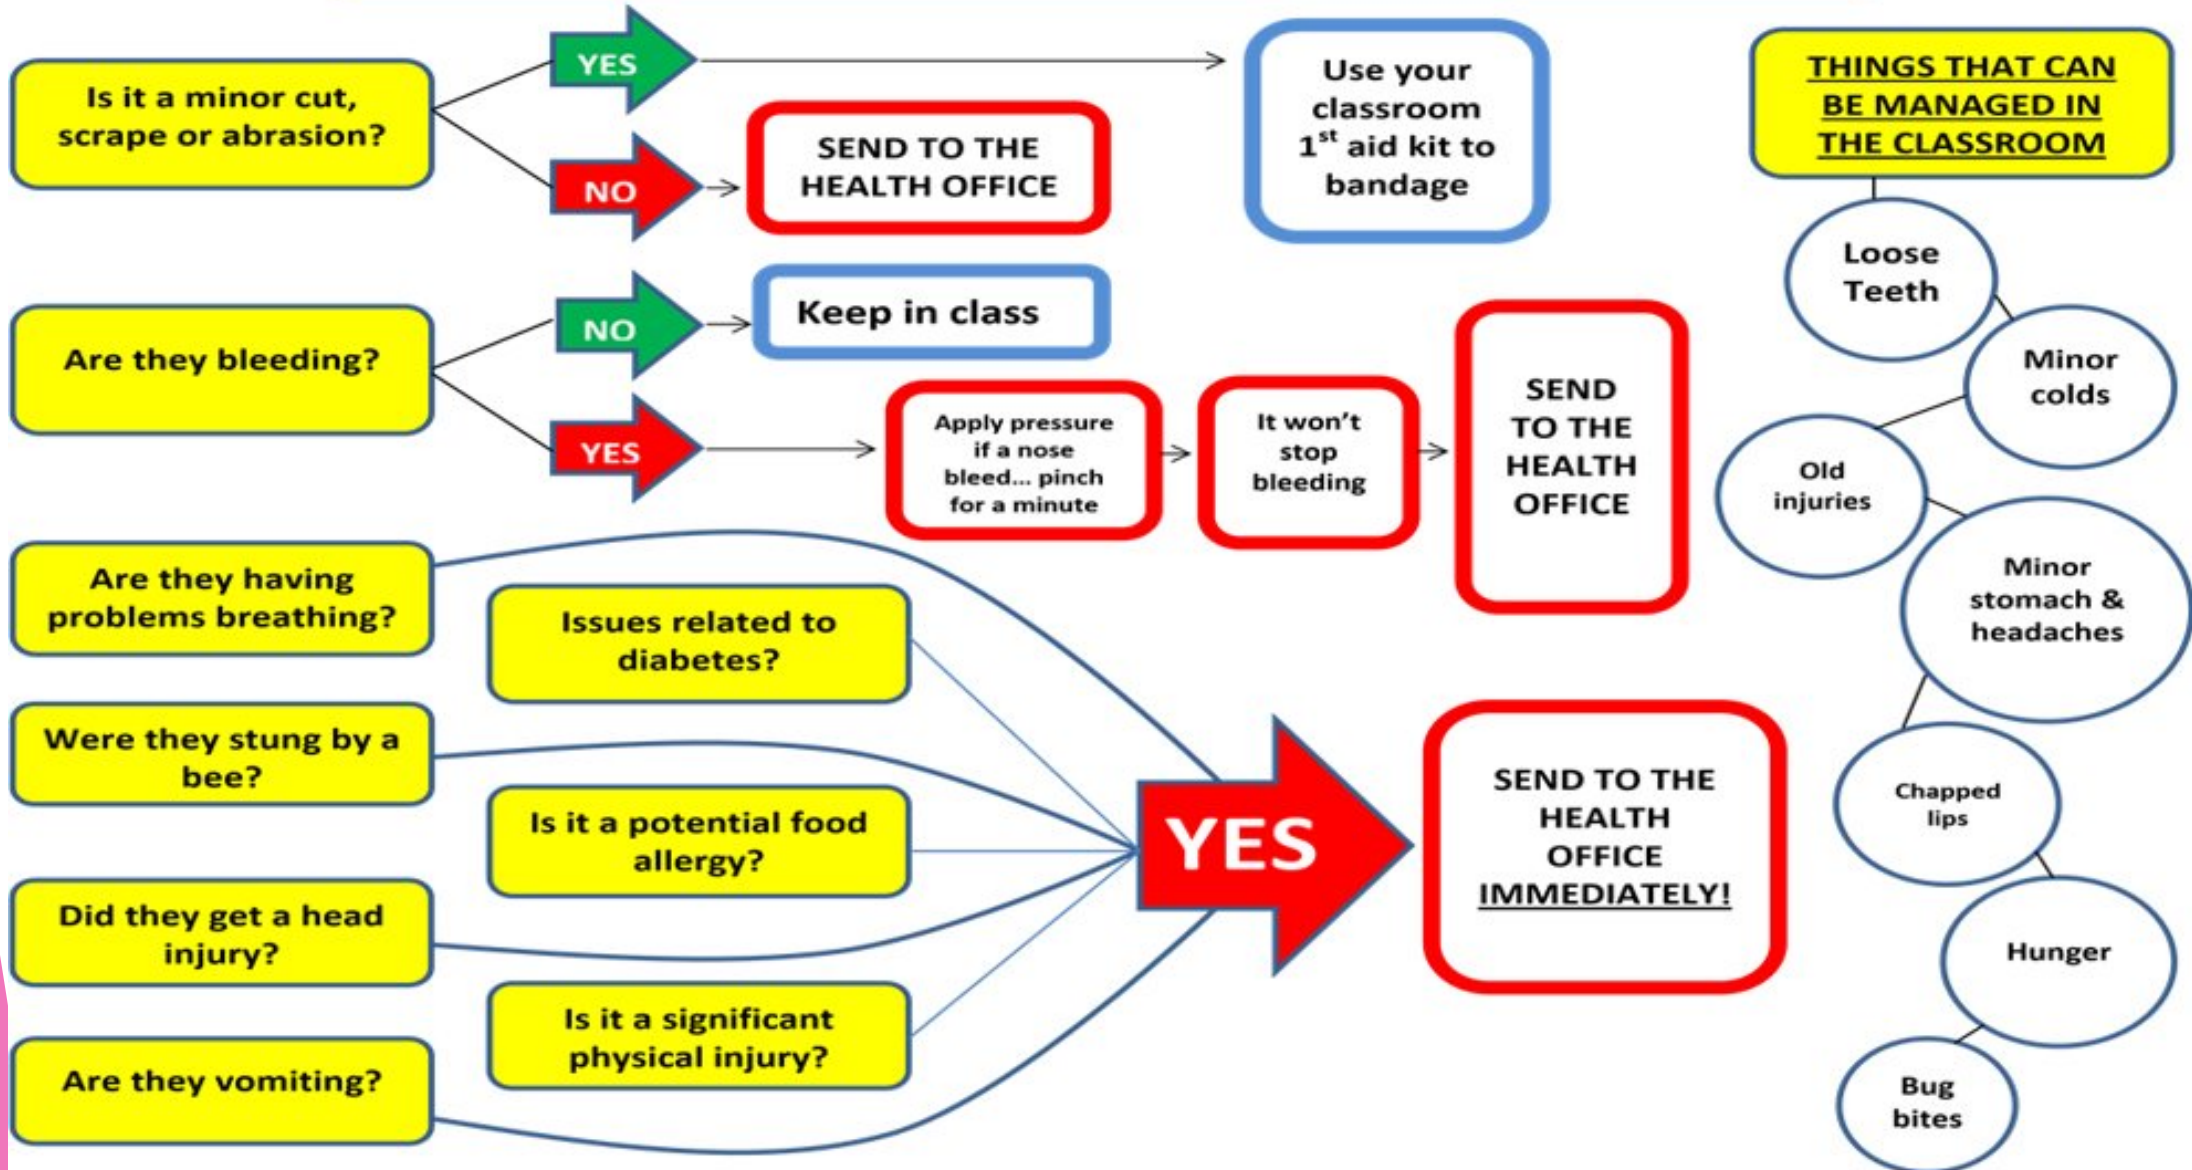 Is it a minor cut,
scrape or abrasion?
YES
NO
SEND TO THE
HEALTH OFFICE
Use your
classroom
1st aid kit to
bandage
Are they bleeding?
NO
Keep in class
YES
Apply pressure
if a nose
bleed... pinch
for a minute
It won't
stop
bleeding
SEND
TO THE
HEALTH
OFFICE
Are they having
problems breathing?
Issues related to
diabetes?
Were they stung by a
bee?
Is it a potential food
allergy?
Did they get a head
injury?
Is it a significant
physical injury?
Are they vomiting?
YES
SEND TO THE
HEALTH
OFFICE
IMMEDIATELY!
THINGS THAT CAN
BE MANAGED IN
THE CLASSROOM
Loose
Teeth
Minor
colds
Old
injuries
Minor
stomach &
headaches
Chapped
lips
Hunger
Bug
bites